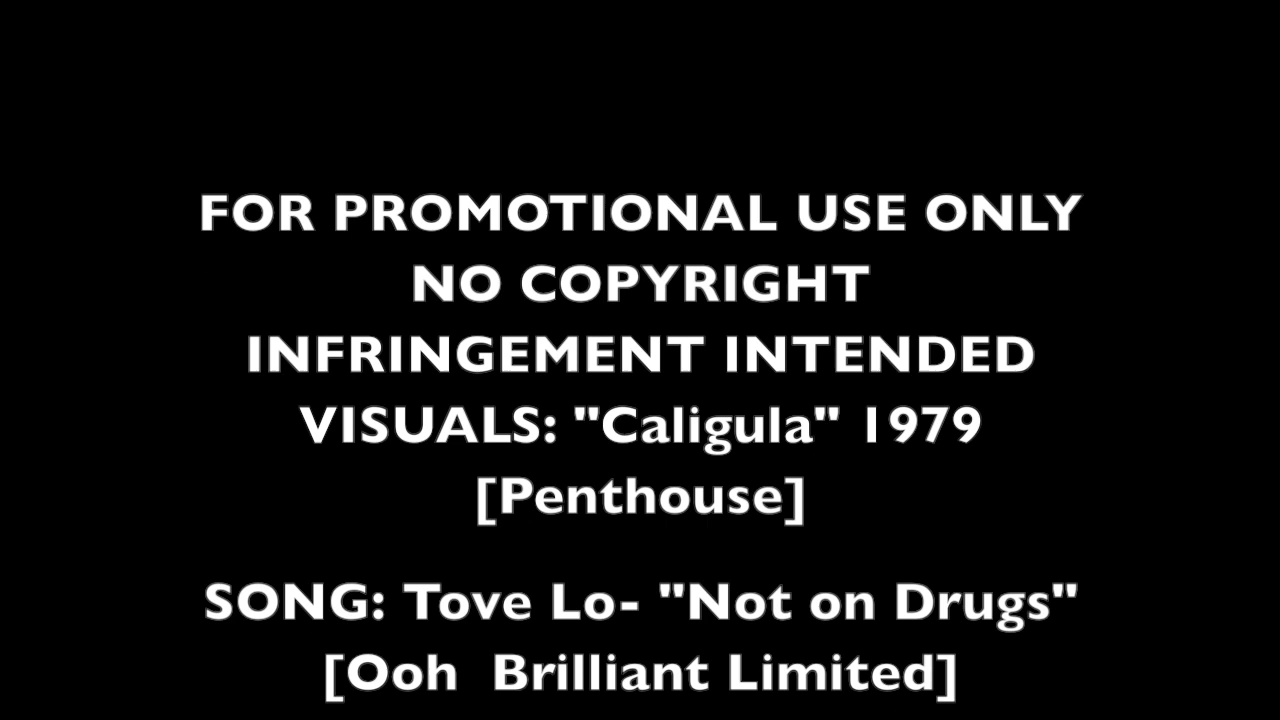 FOR PROMOTIONAL USE ONLY
NO COPYRIGHT
INFRINGEMENT INTENDED
VISUALS: "Caligula" 1979
[Penthouse]
SONG: Tove Lo- "Not on Drugs"
[Ooh  Brilliant Limited]